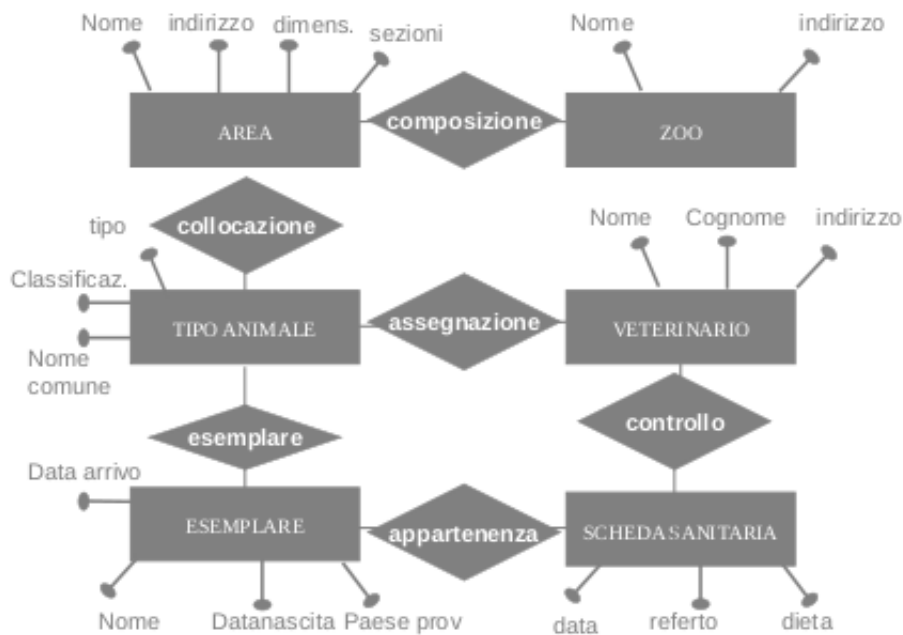 Nome indirizzo dimens. sezioni Nome indirizzo
AREA composizione ZOO
collocazione
tipo Nome Cognome indirizzo
Classificaz.
TIPO ANIMALE assegnazione VETERINARIO
Nome
comune
esemplare controllo
Data arrivo
ESEMPLARE appartenenza SCHEDA SANITARIA
Nome Datanascita Paese prov data referto dieta